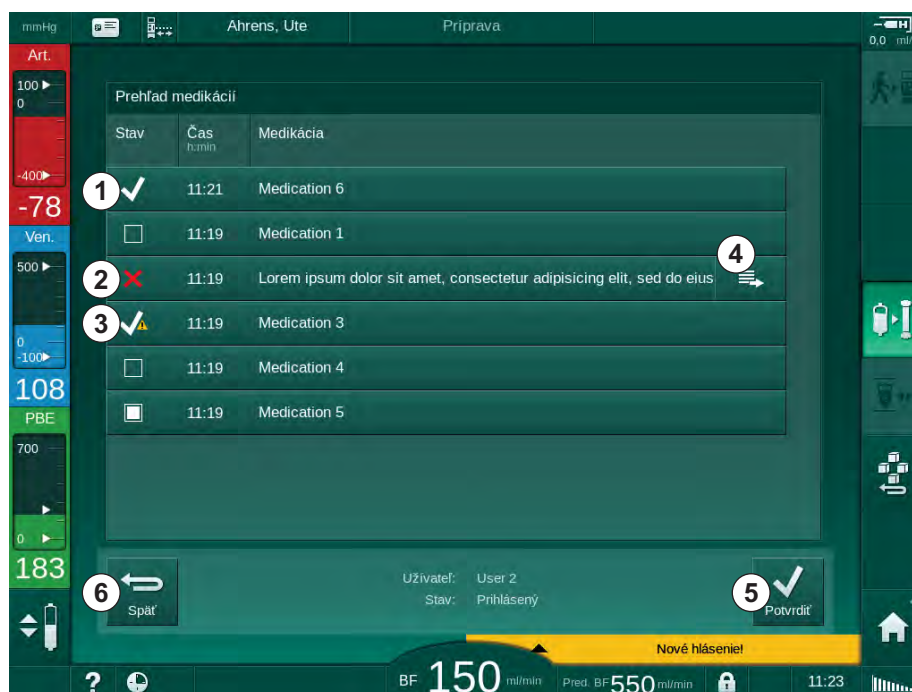 mmHg Ahrens, Ute Príprava 0,0 ml/
Art.
100
0
-400
-78
Ven.
500
0
-100
108
PBE
700
0
183
Prehľad medikácií
Stav Čas Medikácia
h:min
1 11:21 Medication 6
11:19 Medication 1
2 11:19 Lorem ipsum dolor sit amet, consectetur adipisicing elit, sed do eius 4
3 11:19 Medication 3
11:19 Medication 4
11:19 Medication 5
6 Späť
Užívateľ: User 2
Stav: Prihlásený
5 Potvrdiť
Nové hlásenie!
? BF 150 ml/min Pred. BF 550 ml/min 11:23